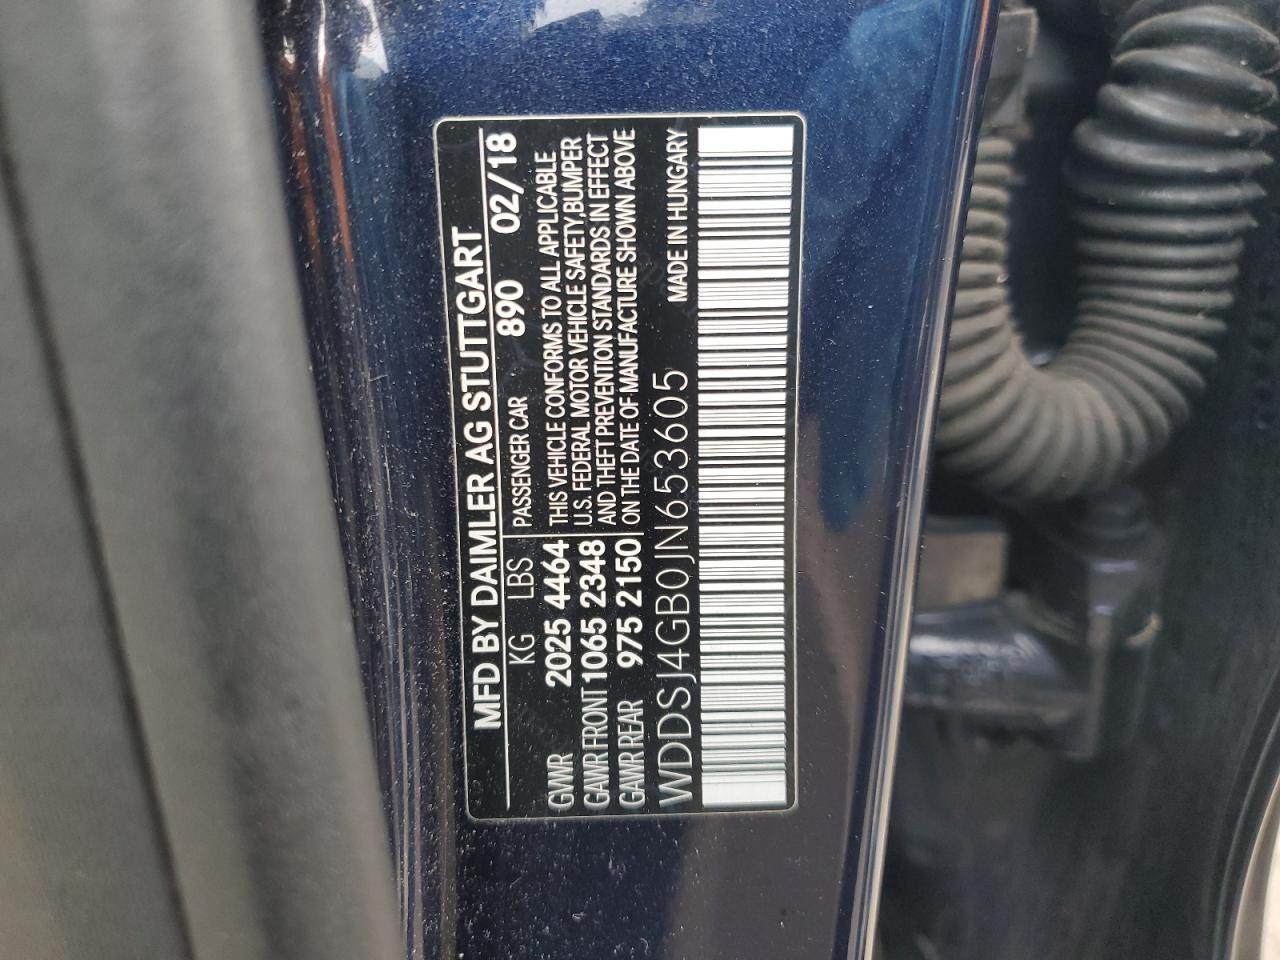 MFD BY DAIMLER AG STUTTGART
KG LBS PASSENGER CAR 890 02/18
GVWR 2025 4464 THIS VEHICLE CONFORMS TO ALL APPLICABLE
GAWR FRONT 1065 2348 U.S. FEDERAL MOTOR VEHICLE SAFETY,BUMPER
GAWR REAR 975 2150 AND THEFT PREVENTION STANDARDS IN EFFECT
ON THE DATE OF MANUFACTURE SHOWN ABOVE
WDDSJ4GB0JN653605 MADE IN HUNGARY